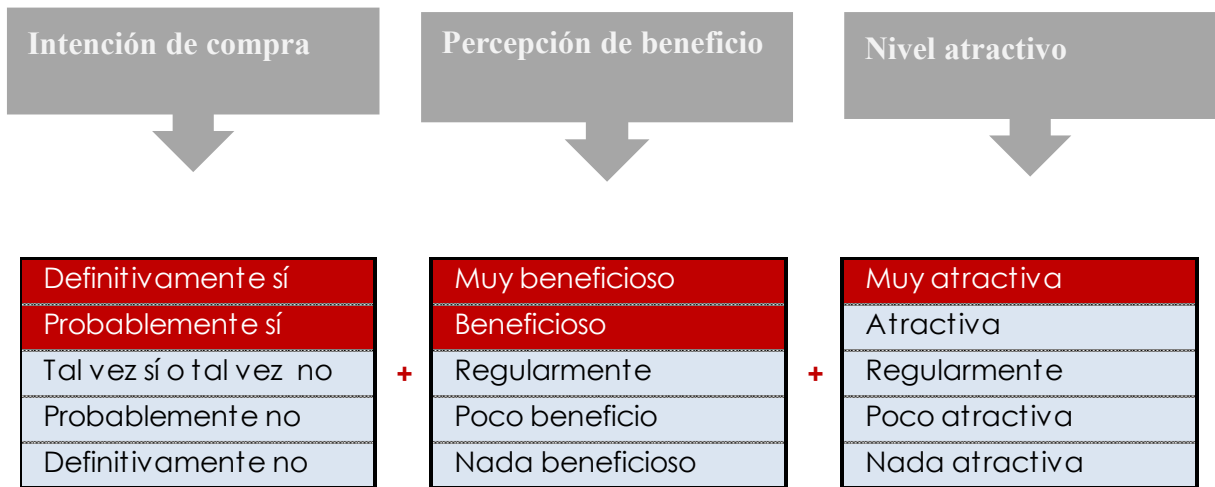 Intención de compra
Percepción de beneficio
Nivel atractivo
Definitivamente sí
Probablemente sí
Tal vez sí o tal vez no
Probablemente no
Definitivamente no
+
Muy beneficioso
Beneficioso
Regularmente
Poco beneficio
Nada beneficioso
+
Muy atractiva
Atractiva
Regularmente
Poco atractiva
Nada atractiva